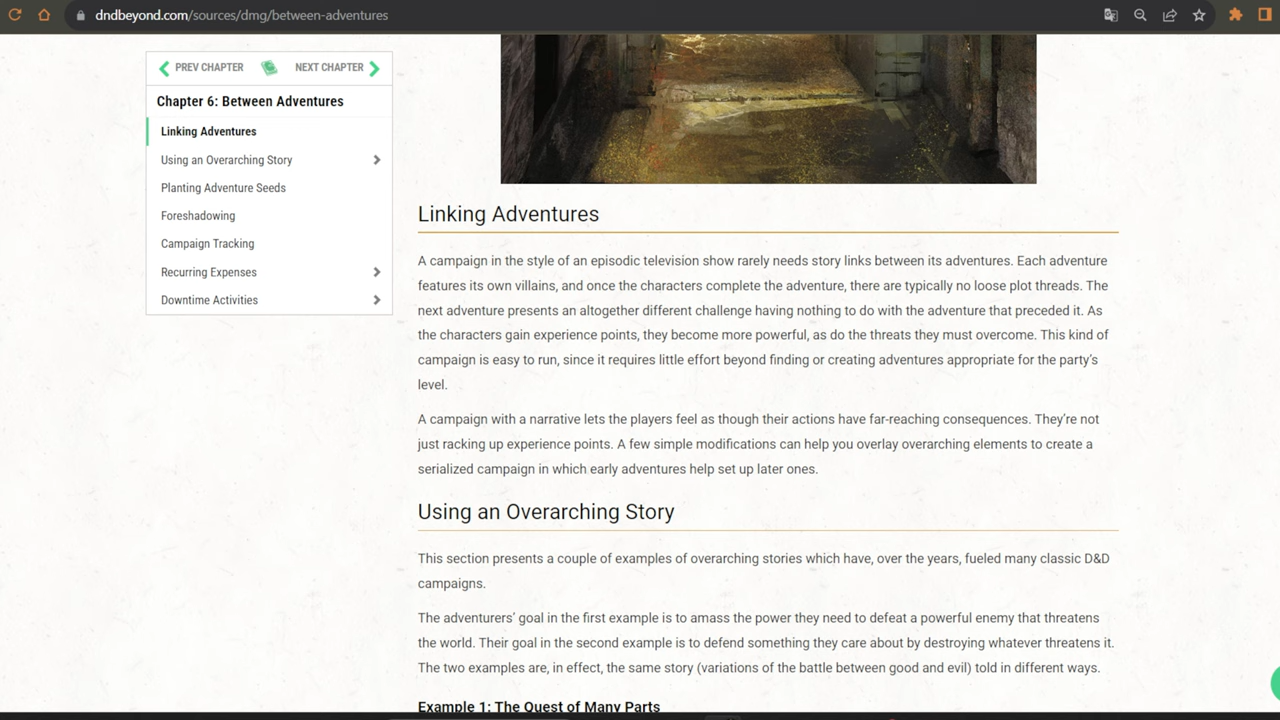 dndbeyond.com/sources/dmg/between-adventures
PREV CHAPTER
NEXT CHAPTER
Chapter 6: Between Adventures
Linking Adventures
Using an Overarching Story
Planting Adventure Seeds
Foreshadowing
Campaign Tracking
Recurring Expenses
Downtime Activities
Linking Adventures
A campaign in the style of an episodic television show rarely needs story links between its adventures. Each adventure
features its own villains, and once the characters complete the adventure, there are typically no loose plot threads. The
next adventure presents an altogether different challenge having nothing to do with the adventure that preceded it. As
the characters gain experience points, they become more powerful, as do the threats they must overcome. This kind of
campaign is easy to run, since it requires little effort beyond finding or creating adventures appropriate for the party’s
level.
A campaign with a narrative lets the players feel as though their actions have far-reaching consequences. They’re not
just racking up experience points. A few simple modifications can help you overlay overarching elements to create a
serialized campaign in which early adventures help set up later ones.
Using an Overarching Story
This section presents a couple of examples of overarching stories which have, over the years, fueled many classic D&D
campaigns.
The adventurers’ goal in the first example is to amass the power they need to defeat a powerful enemy that threatens
the world. Their goal in the second example is to defend something they care about by destroying whatever threatens it.
The two examples are, in effect, the same story (variations of the battle between good and evil) told in different ways.
Example 1: The Quest of Many Parts